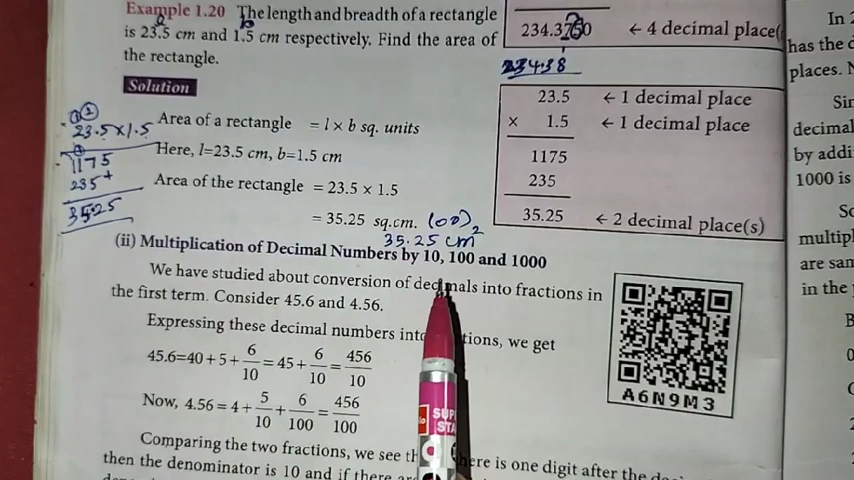 Example 1.20 The length and breadth of a rectangle
is 23.5 cm and 1.5 cm respectively. Find the area of
the rectangle.
Solution
Area of a rectangle = l × b sq. units
Here, l=23.5 cm, b=1.5 cm
Area of the rectangle = 23.5 × 1.5
= 35.25 sq.cm. (or)
35.25 cm2
23.5×1.5
1175
235+
35.25
234.3750 ← 4 decimal place(
234.38
23.5 ← 1 decimal place
× 1.5 ← 1 decimal place
1175
235
35.25 ← 2 decimal place(s)
(ii) Multiplication of Decimal Numbers by 10, 100 and 1000
We have studied about conversion of decimals into fractions in
the first term. Consider 45.6 and 4.56.
Expressing these decimal numbers into we get
45.6=40+5+6/10=45+6/10=456/10
Now, 4.56=4+5/10+6/100=456/100
A6N9M3
Comparing the two fractions, we see here is one digit after the
then the denominator is 10 and if there
In
has the
places.
decimal
by addi
1000 is
multipl
are san
in the